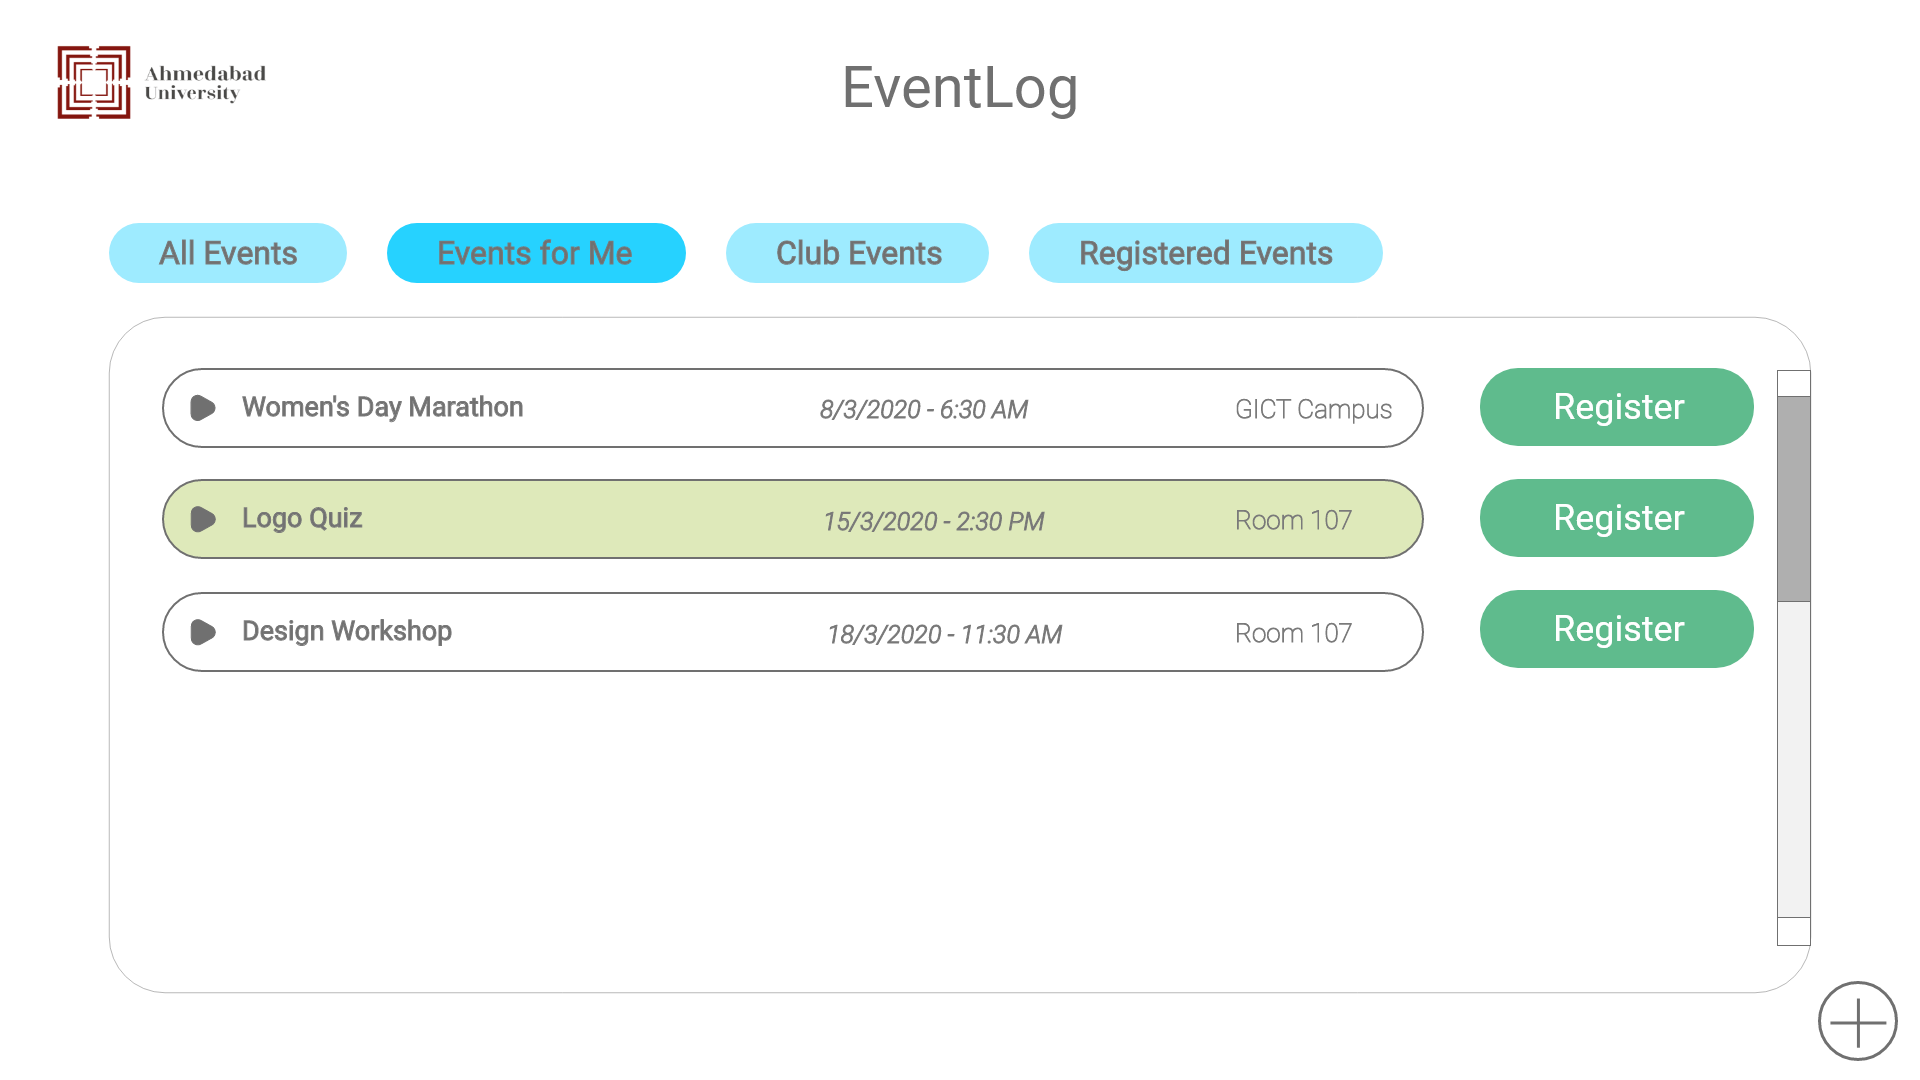 Ahmedabad
University
EventLog
All Events
Events for Me
Club Events
Registered Events
Women's Day Marathon 8/3/2020 - 6:30 AM GICT Campus Register
Logo Quiz 15/3/2020 - 2:30 PM Room 107 Register
Design Workshop 18/3/2020 - 11:30 AM Room 107 Register